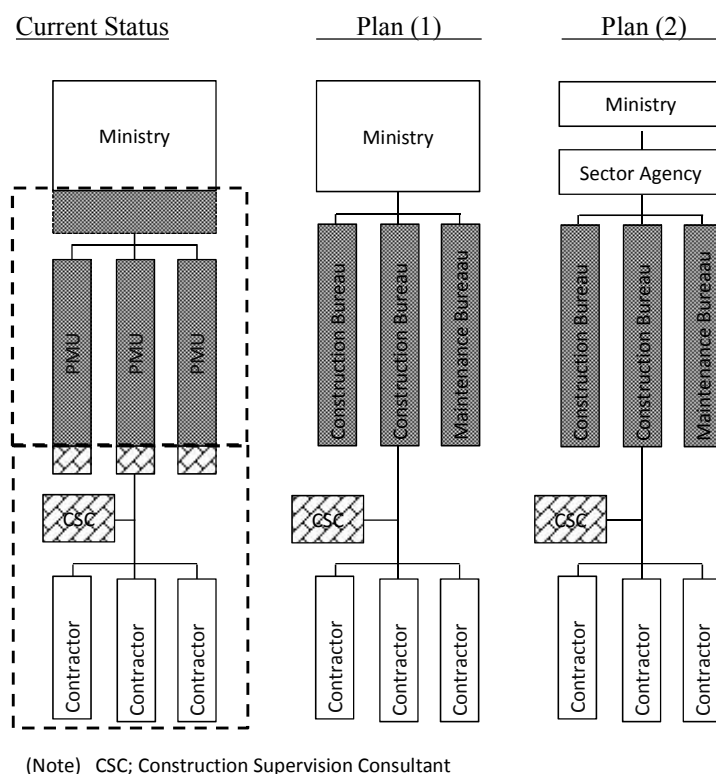 Current Status
Plan (1)
Plan (2)
Ministry
PMU
PMU
PMU
CSC
Contractor
Contractor
Contractor
Ministry
Construction Bureau
Construction Bureau
Maintenance Bureaau
CSC
Contractor
Contractor
Contractor
Ministry
Sector Agency
Construction Bureau
Construction Bureau
Maintenance Bureau
CSC
Contractor
Contractor
Contractor
(Note) CSC; Construction Supervision Consultant